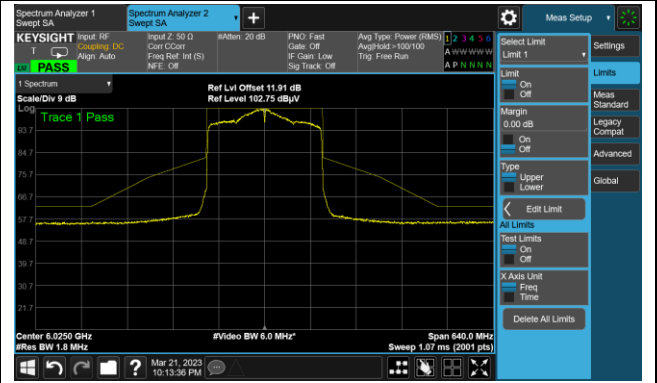 Spectrum Analyzer 1
Swept SA
Spectrum Analyzer 2
Swept SA
Meas Setup
KEYSIGHT
T
LNI
PASS
Input: RF
Coupling: DC
Align: Auto
Input Z: 50 Ω
Corr CCorr
Freq Ref: Int (S)
NFE: Off
#Atten: 20 dB
PNO: Fast
Gate: Off
IF Gain: Low
Sig Track: Off
Avg Type: Power (RMS)
Avg|Hold:>100/100
Trig: Free Run
1 2 3 4 5 6
A W W W W W
A P N N N N
1 Spectrum
Scale/Div 9 dB
Ref Lvl Offset 11.91 dB
Ref Level 102.75 dBµV
Log
Trace 1 Pass
93.7
84.7
75.7
66.7
57.7
48.7
39.7
30.7
21.7
Center 6.0250 GHz
#Res BW 1.8 MHz
#Video BW 6.0 MHz*
Span 640.0 MHz
Sweep 1.07 ms (2001 pts)
Mar 21, 2023
10:13:36 PM
Select Limit
Limit 1
Limit
On
Off
Margin
0.00 dB
On
Off
Type
Upper
Lower
Edit Limit
All Limits
Test Limits
On
Off
X Axis Unit
Freq
Time
Delete All Limits
Settings
Limits
Meas
Standard
Legacy
Compat
Advanced
Global